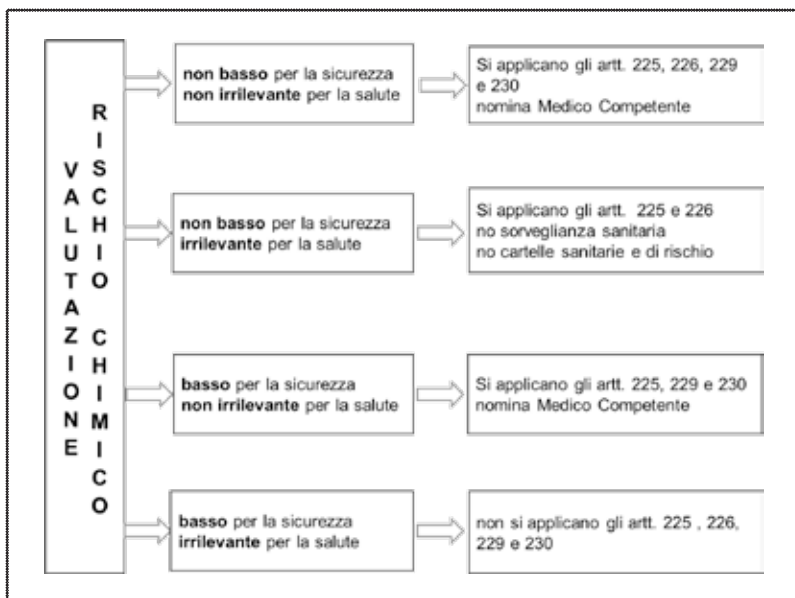 VALUTAZIONE
RISCHIO CHIMICO
non basso per la sicurezza
non irrilevante per la salute
Si applicano gli artt. 225, 226, 229
e 230
nomina Medico Competente
non basso per la sicurezza
irrilevante per la salute
Si applicano gli artt. 225 e 226
no sorveglianza sanitaria
no cartelle sanitarie e di rischio
basso per la sicurezza
non irrilevante per la salute
Si applicano gli artt. 225, 229 e 230
nomina Medico Competente
basso per la sicurezza
irrilevante per la salute
non si applicano gli artt. 225 , 226,
229 e 230